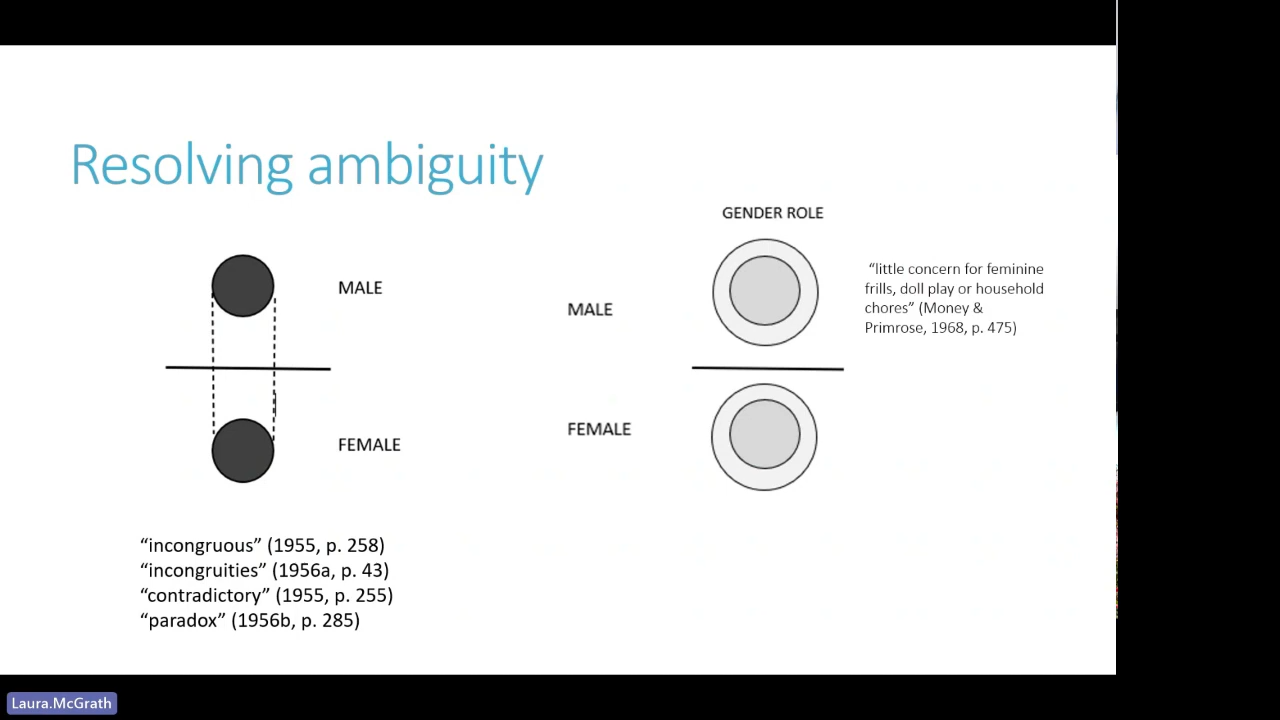 Resolving ambiguity
MALE
FEMALE
“incongruous” (1955, p. 258)
“incongruities” (1956a, p. 43)
“contradictory” (1955, p. 255)
“paradox” (1956b, p. 285)
GENDER ROLE
MALE
FEMALE
“little concern for feminine
frills, doll play or household
chores” (Money &
Primrose, 1968, p. 475)
Laura.McGrath